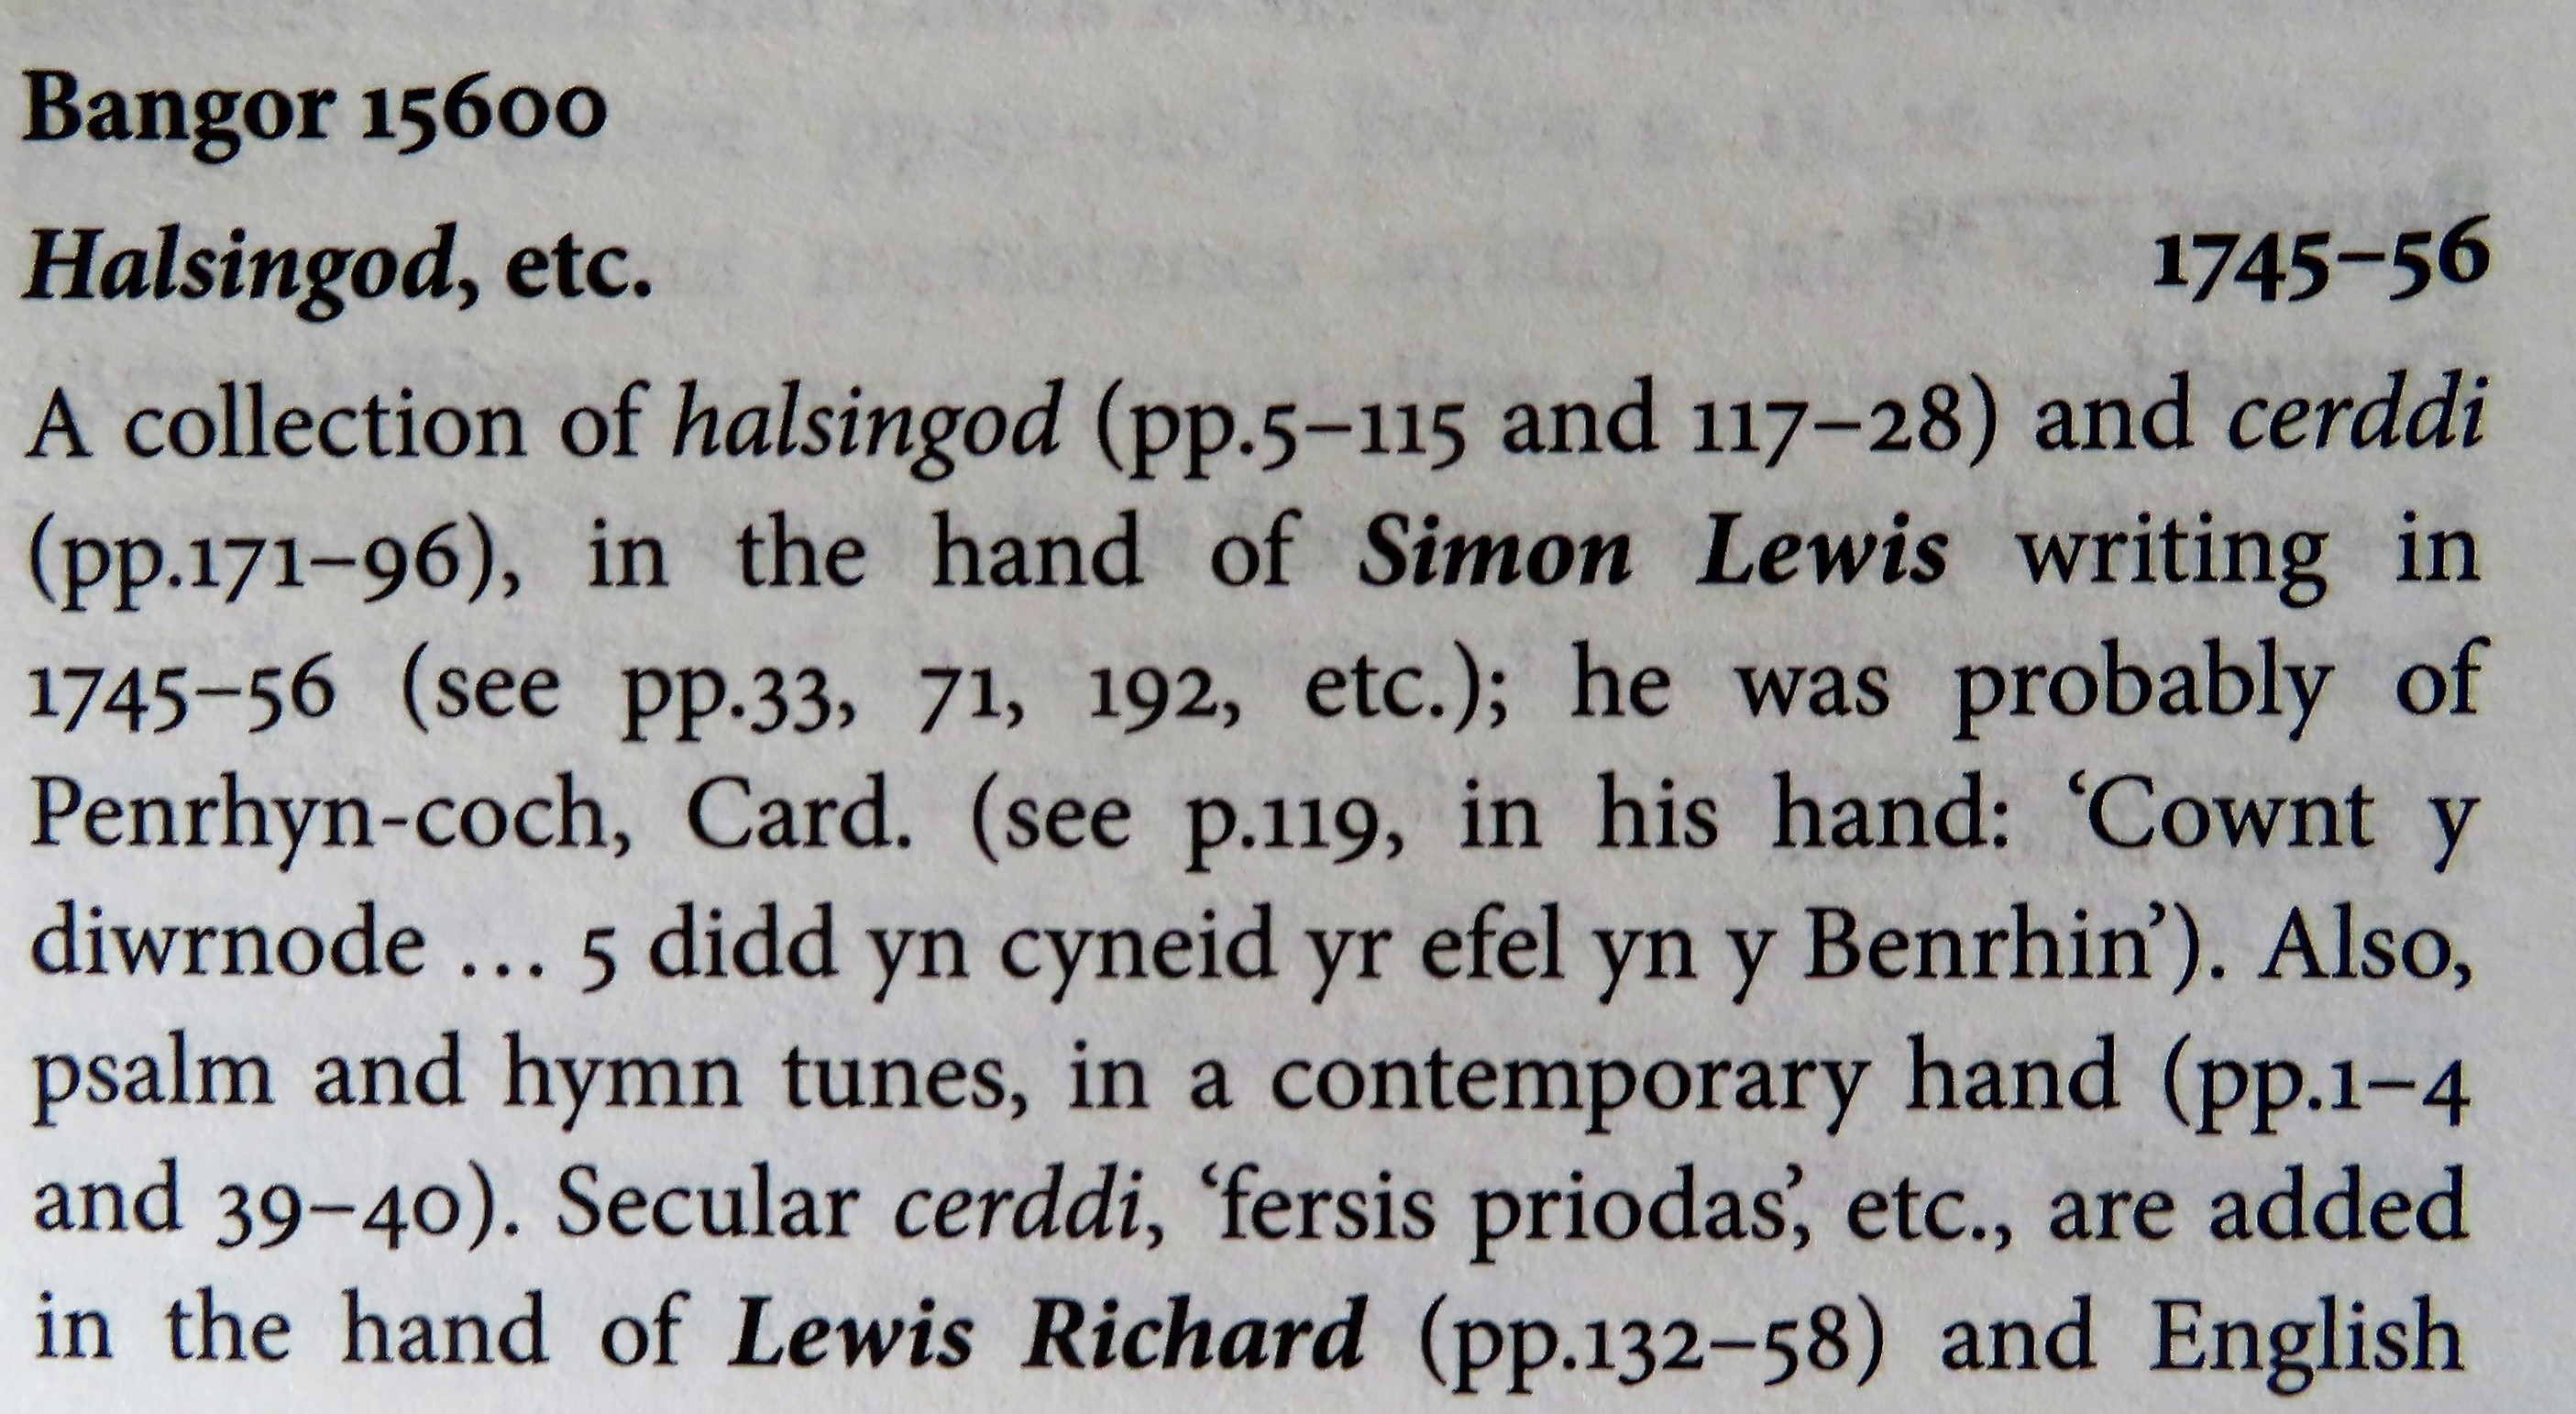 Bangor 15600
Halsingod, etc. 1745–56
A collection of halsingod (pp.5–115 and 117–28) and cerddi
(pp.171–96), in the hand of Simon Lewis writing in
1745–56 (see pp.33, 71, 192, etc.); he was probably of
Penrhyn-coch, Card. (see p.119, in his hand: ‘Cownt y
diwrnode … 5 didd yn cyneid yr efel yn y Benrhin’). Also,
psalm and hymn tunes, in a contemporary hand (pp.1–4
and 39–40). Secular cerddi, ‘fersis priodas’, etc., are added
in the hand of Lewis Richard (pp.132–58) and English